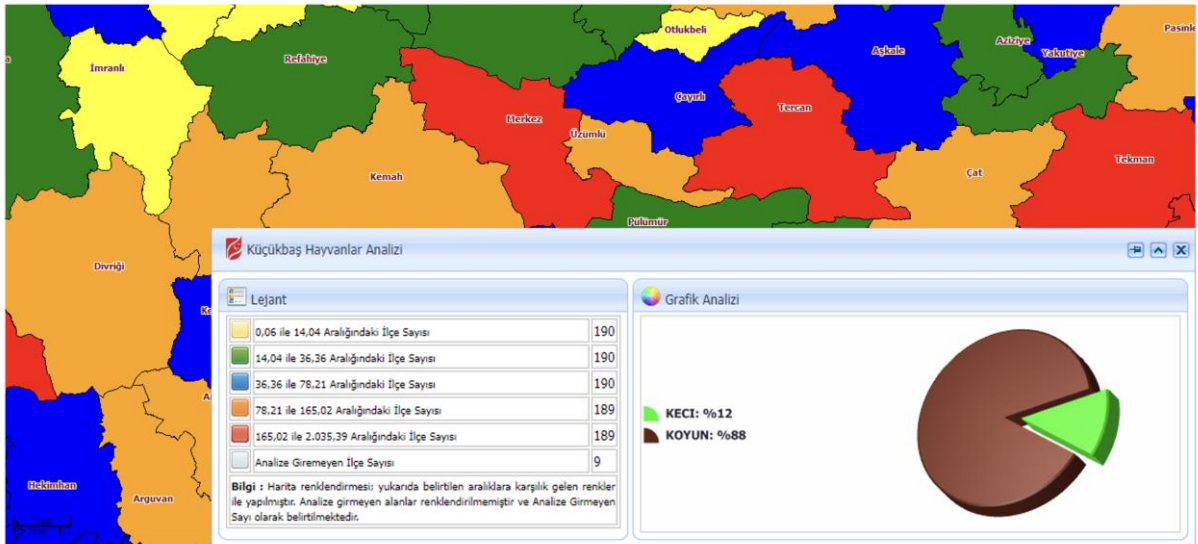 Otlukbeli
Pasinle
Aziziye
Yakutiye
Aşkale
İmranlı
Refahiye
Çayırlı
Tercan
Merkez
Üzümlü
Tekman
Kemah
Çat
Pülümür
Divriği
Hekimhan
Arguvan
Küçükbaş Hayvanlar Analizi
Lejant
0,06 ile 14,04 Aralığındaki İlçe Sayısı 190
14,04 ile 36,36 Aralığındaki İlçe Sayısı 190
36,36 ile 78,21 Aralığındaki İlçe Sayısı 190
78,21 ile 165,02 Aralığındaki İlçe Sayısı 189
165,02 ile 2.035,39 Aralığındaki İlçe Sayısı 189
Analize Giremeyen İlçe Sayısı 9
Bilgi : Harita renklendirmesi; yukarıda belirtilen aralıklara karşılık gelen renkler
ile yapılmıştır. Analize girmeyen alanlar renklendirilmemiştir ve Analize Girmeyen
Sayı olarak belirtilmektedir.
Grafik Analizi
KECI: %12
KOYUN: %88